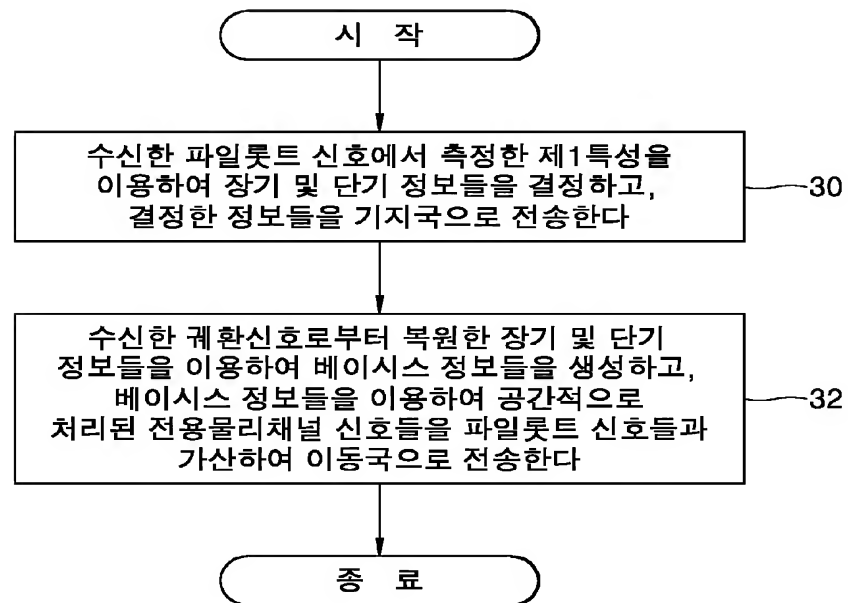 시 작
수신한 파일롯트 신호에서 측정한 제1특성을
이용하여 장기 및 단기 정보들을 결정하고,
결정한 정보들을 기지국으로 전송한다
30
수신한 궤환신호로부터 복원한 장기 및 단기
정보들을 이용하여 베이시스 정보들을 생성하고,
베이시스 정보들을 이용하여 공간적으로
처리된 전용물리채널 신호들을 파일롯트 신호들과
가산하여 이동국으로 전송한다
32
종 료